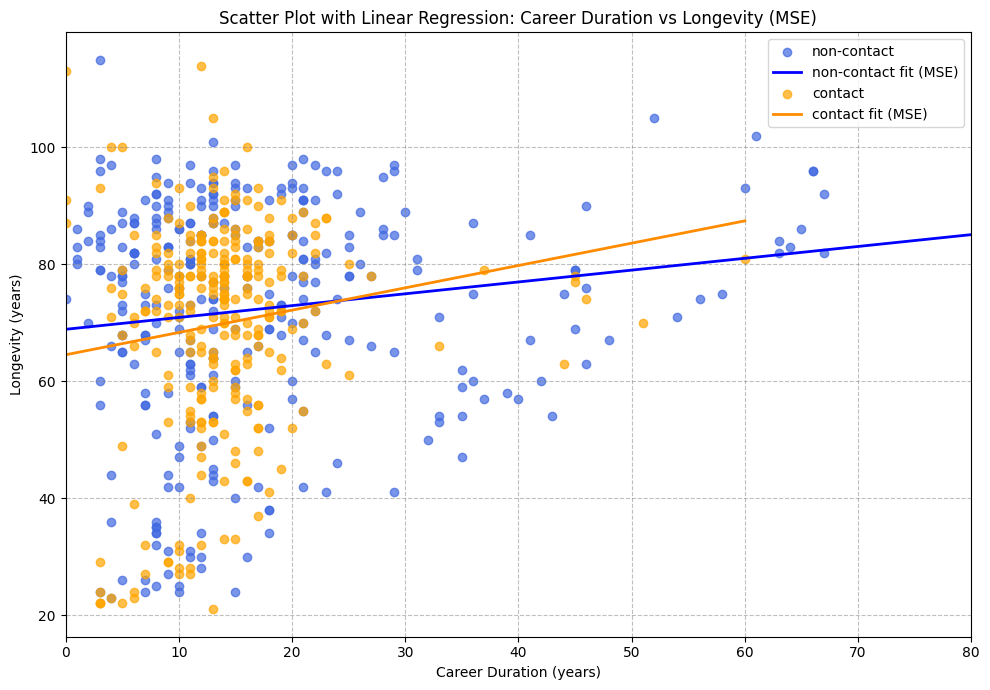 Scatter Plot with Linear Regression: Career Duration vs Longevity (MSE)
non-contact
non-contact fit (MSE)
contact
contact fit (MSE)
Longevity (years)
100
80
60
40
20
0 10 20 30 40 50 60 70 80
Career Duration (years)